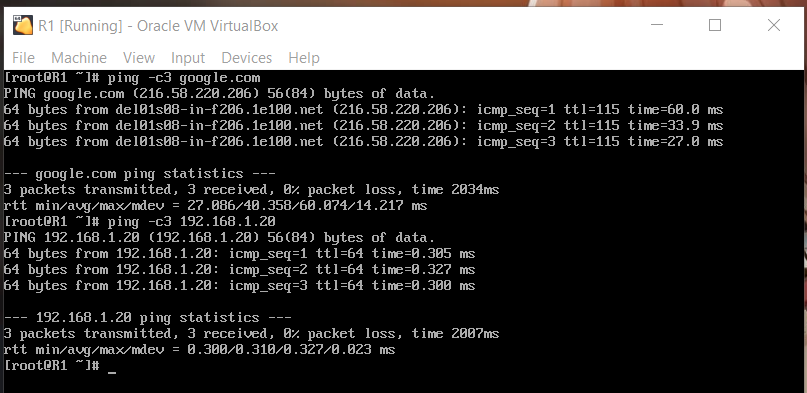 R1 [Running] - Oracle VM VirtualBox
File Machine View Input Devices Help
[root@R1 ~]# ping -c3 google.com
PING google.com (216.58.220.206) 56(84) bytes of data.
64 bytes from del01s08-in-f206.1e100.net (216.58.220.206): icmp_seq=1 ttl=115 time=60.0 ms
64 bytes from del01s08-in-f206.1e100.net (216.58.220.206): icmp_seq=2 ttl=115 time=33.9 ms
64 bytes from del01s08-in-f206.1e100.net (216.58.220.206): icmp_seq=3 ttl=115 time=27.0 ms
--- google.com ping statistics ---
3 packets transmitted, 3 received, 0% packet loss, time 2034ms
rtt min/avg/max/mdev = 27.086/40.358/60.074/14.217 ms
[root@R1 ~]# ping -c3 192.168.1.20
PING 192.168.1.20 (192.168.1.20) 56(84) bytes of data.
64 bytes from 192.168.1.20: icmp_seq=1 ttl=64 time=0.305 ms
64 bytes from 192.168.1.20: icmp_seq=2 ttl=64 time=0.327 ms
64 bytes from 192.168.1.20: icmp_seq=3 ttl=64 time=0.300 ms
--- 192.168.1.20 ping statistics ---
3 packets transmitted, 3 received, 0% packet loss, time 2007ms
rtt min/avg/max/mdev = 0.300/0.310/0.327/0.023 ms
[root@R1 ~]# _